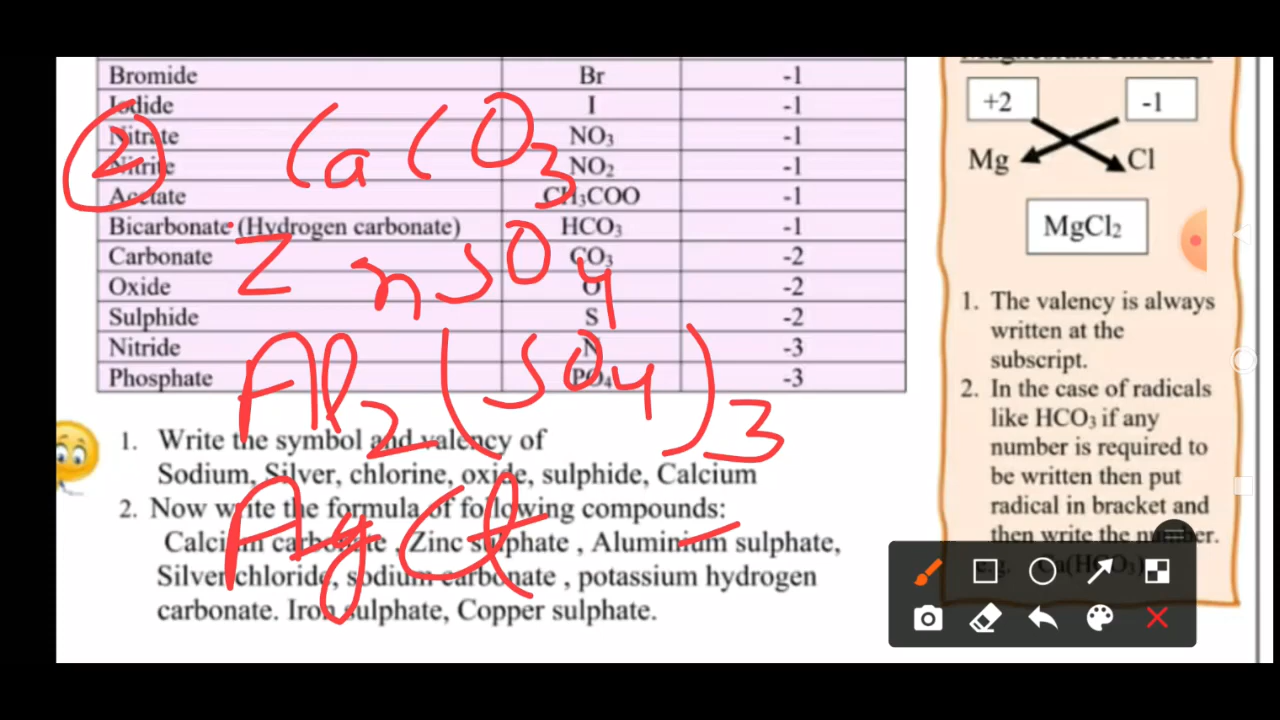 Bromide Br -1
Iodide I -1
Nitrate NO₃ -1
Nitrite NO₂ -1
Acetate CH₃COO -1
Bicarbonate (Hydrogen carbonate) HCO₃ -1
Carbonate CO₃ -2
Oxide O -2
Sulphide S -2
Nitride N -3
Phosphate PO₄ -3
2
CaCO₃
ZnSO₄
Al₂(SO₄)₃
AgCl
1. Write the symbol and valency of
Sodium, Silver, chlorine, oxide, sulphide, Calcium
2. Now write the formula of following compounds:
Calcium carbonate , Zinc sulphate , Aluminium sulphate,
Silver chloride, sodium carbonate , potassium hydrogen
carbonate. Iron sulphate, Copper sulphate.
+2 -1
Mg Cl
MgCl₂
1. The valency is always
written at the
subscript.
2. In the case of radicals
like HCO₃ if any
number is required to
be written then put
radical in bracket and
then write the number.